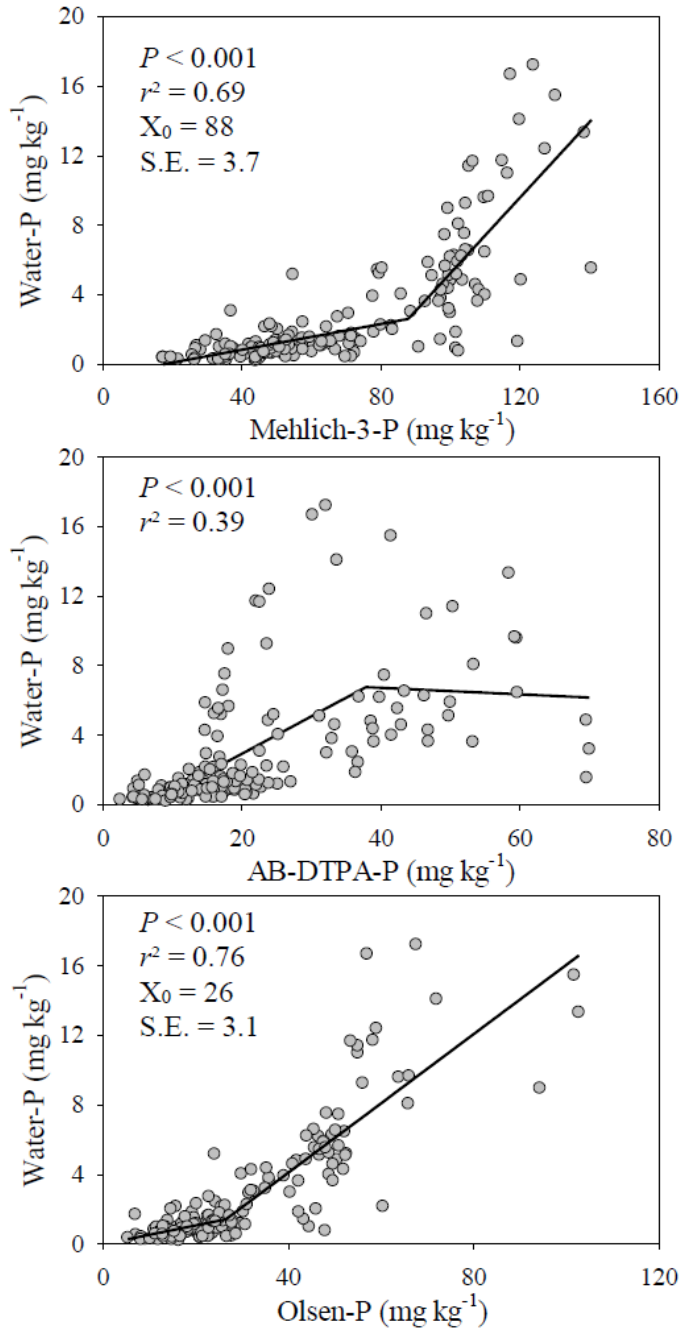 20
P < 0.001
r² = 0.69
X₀ = 88
S.E. = 3.7
16
12
8
4
0
Water-P (mg kg⁻¹)
0 40 80 120 160
Mehlich-3-P (mg kg⁻¹)
20
P < 0.001
r² = 0.39
16
12
8
4
0
Water-P (mg kg⁻¹)
0 20 40 60 80
AB-DTPA-P (mg kg⁻¹)
20
P < 0.001
r² = 0.76
X₀ = 26
S.E. = 3.1
16
12
8
4
0
Water-P (mg kg⁻¹)
0 40 80 120
Olsen-P (mg kg⁻¹)